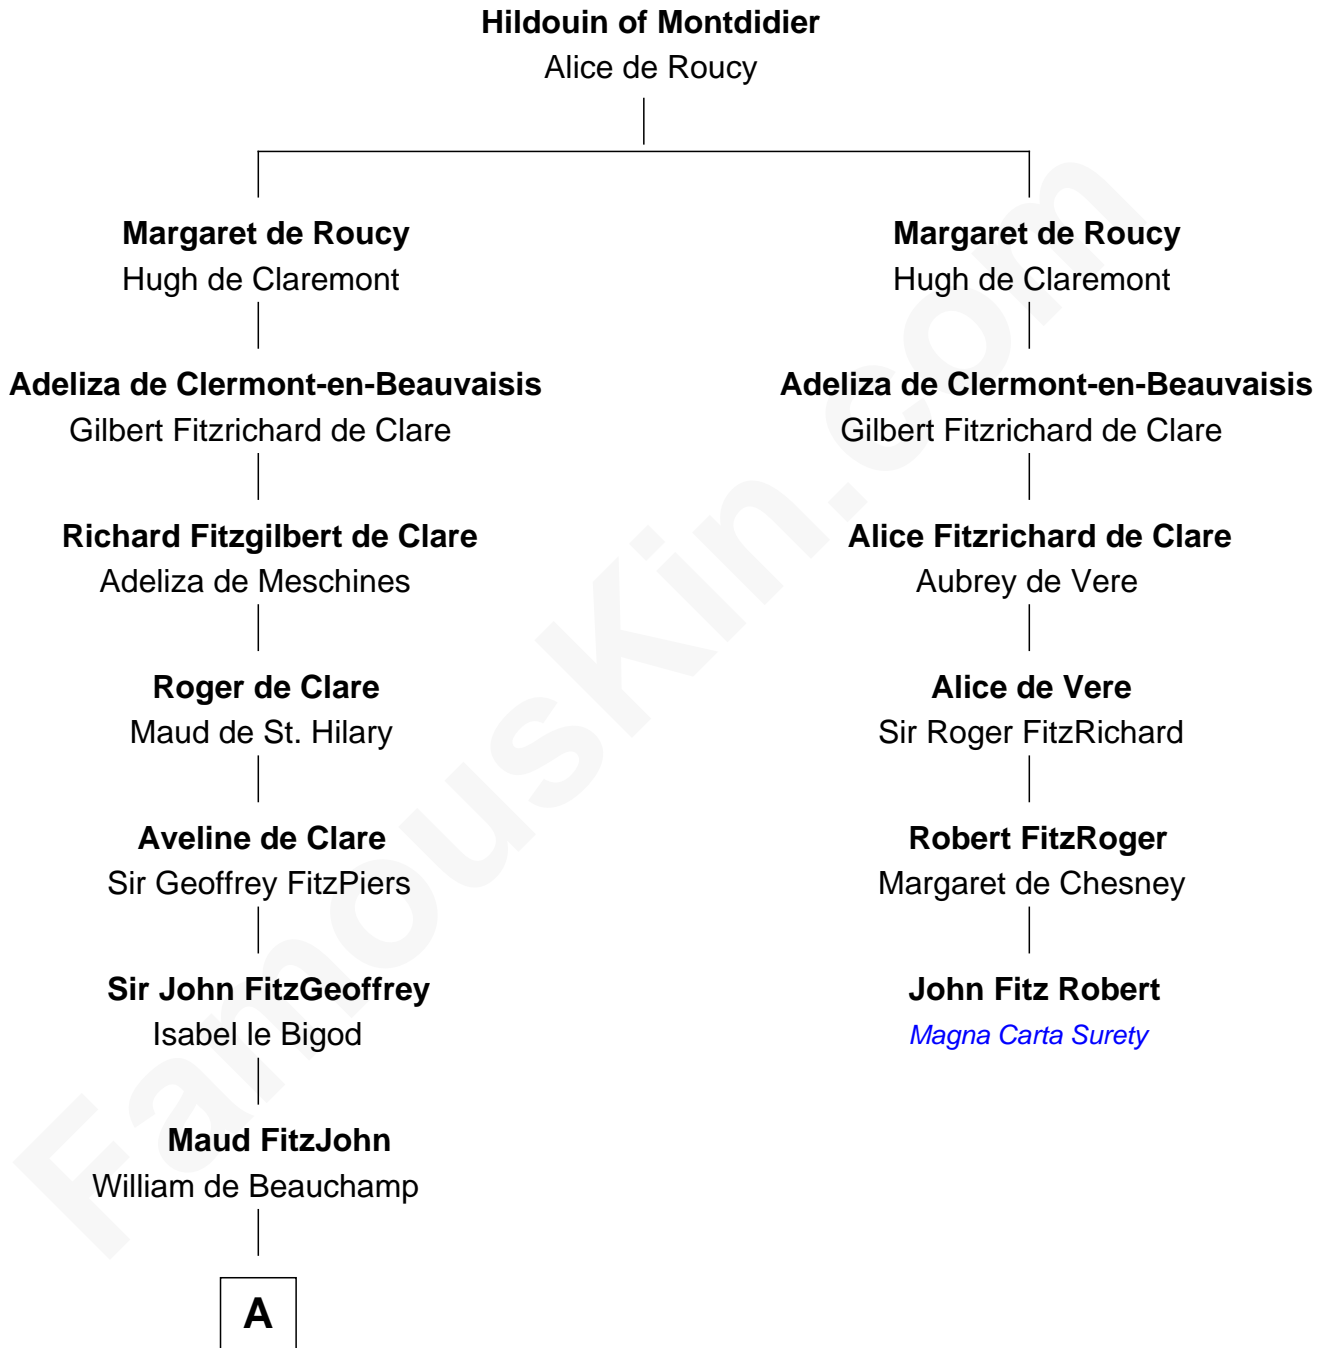 Hildouin of Montdidier
Alice de Roucy
Margaret de Roucy
Hugh de Claremont
Margaret de Roucy
Hugh de Claremont
Adeliza de Clermont-en-Beauvaisis
Gilbert Fitzrichard de Clare
Adeliza de Clermont-en-Beauvaisis
Gilbert Fitzrichard de Clare
Richard Fitzgilbert de Clare
Adeliza de Meschines
Alice Fitzrichard de Clare
Aubrey de Vere
Roger de Clare
Maud de St. Hilary
Alice de Vere
Sir Roger FitzRichard
Aveline de Clare
Sir Geoffrey FitzPiers
Robert FitzRoger
Margaret de Chesney
Sir John FitzGeoffrey
Isabel le Bigod
John Fitz Robert
Magna Carta Surety
Maud FitzJohn
William de Beauchamp
A
FamousKin.com